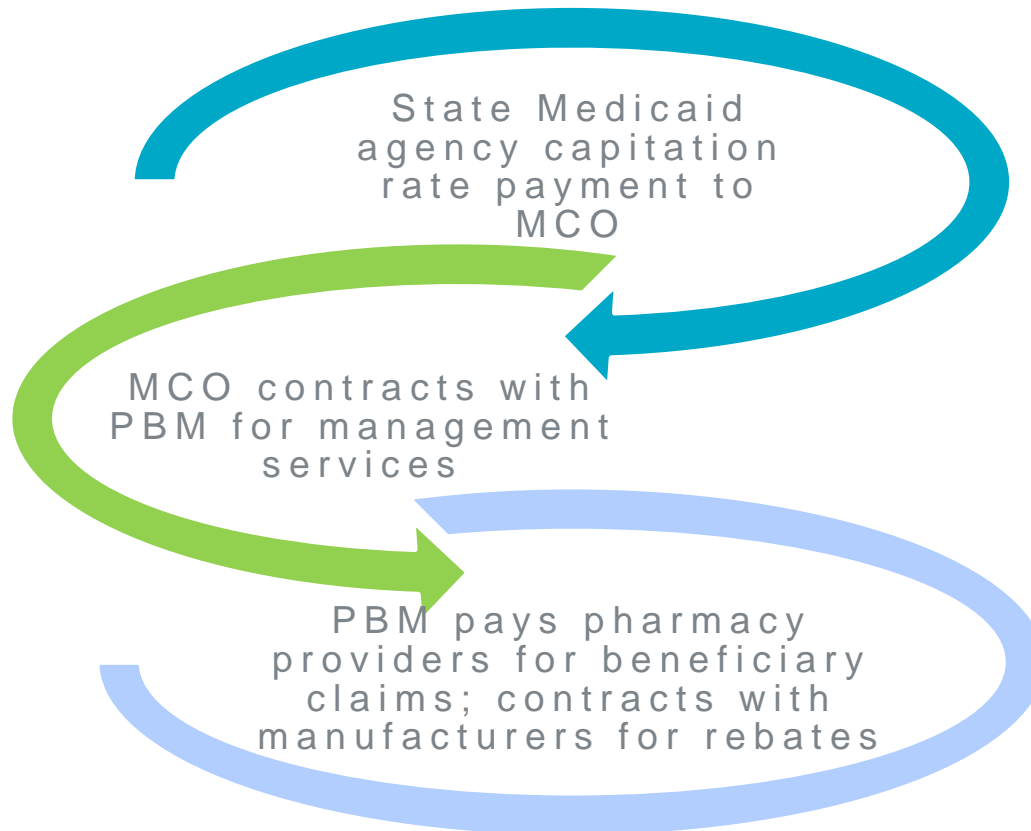 State Medicaid
agency capitation
rate payment to
MCO
MCO contracts with
PBM for management
services
PBM pays pharmacy
providers for beneficiary
claims; contracts with
manufacturers for rebates